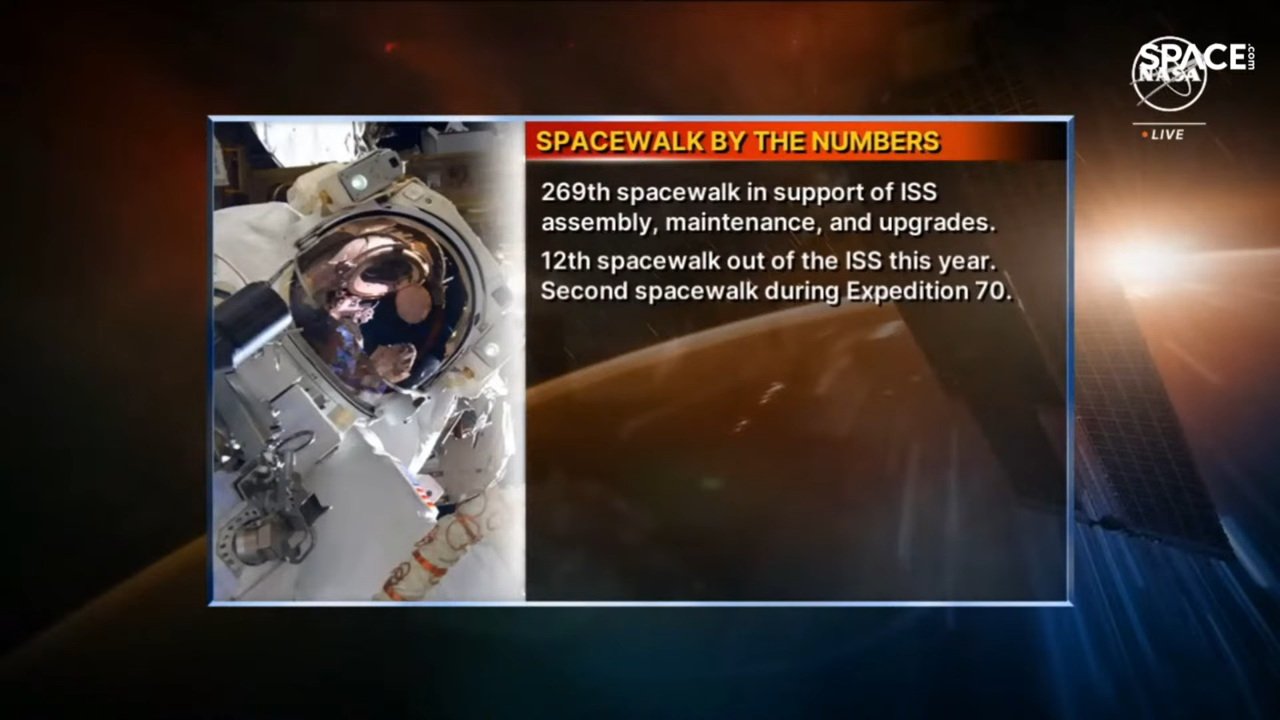 SPACE.com
NASA
LIVE
SPACEWALK BY THE NUMBERS
269th spacewalk in support of ISS
assembly, maintenance, and upgrades.
12th spacewalk out of the ISS this year.
Second spacewalk during Expedition 70.